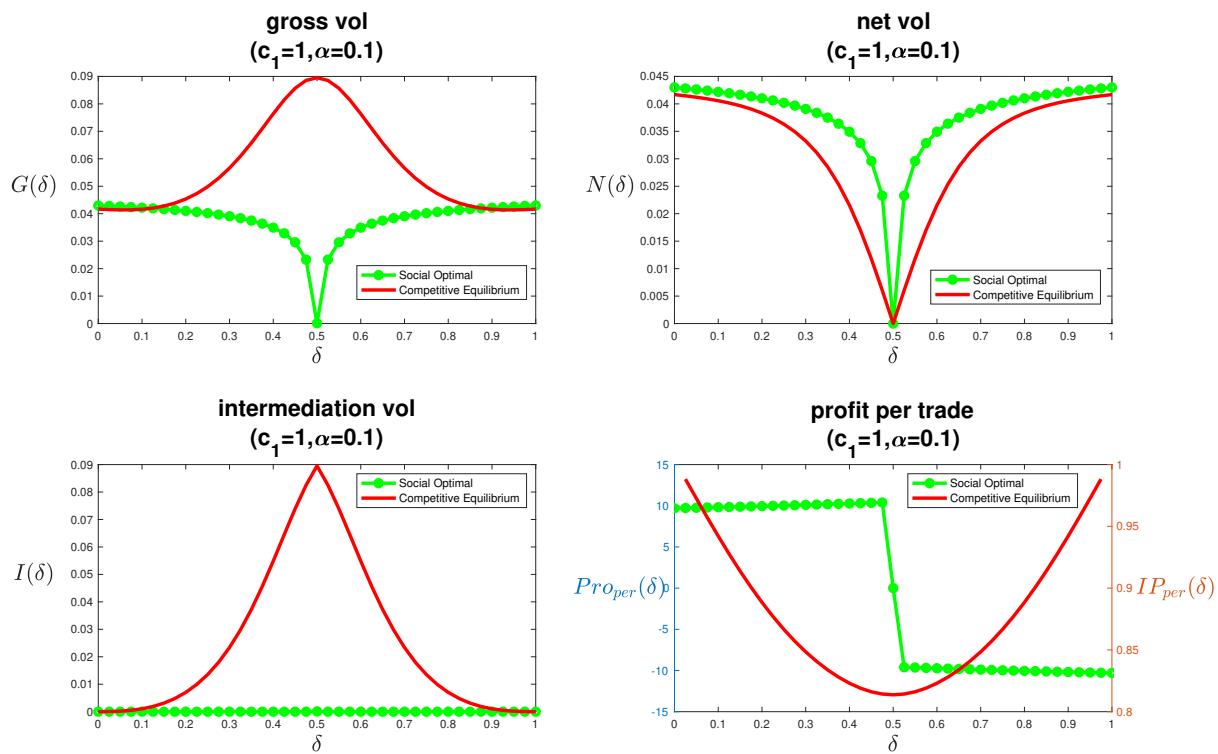 gross vol
(c₁=1,α=0.1)
0.09
0.08
0.07
0.06
0.05
0.04
0.03
0.02
0.01
0
G(δ)
Social Optimal
Competitive Equilibrium
0 0.1 0.2 0.3 0.4 0.5 0.6 0.7 0.8 0.9 1
δ
net vol
(c₁=1,α=0.1)
0.045
0.04
0.035
0.03
0.025
0.02
0.015
0.01
0.005
0
N(δ)
Social Optimal
Competitive Equilibrium
0 0.1 0.2 0.3 0.4 0.5 0.6 0.7 0.8 0.9 1
δ
intermediation vol
(c₁=1,α=0.1)
0.09
0.08
0.07
0.06
0.05
0.04
0.03
0.02
0.01
0
I(δ)
Social Optimal
Competitive Equilibrium
0 0.1 0.2 0.3 0.4 0.5 0.6 0.7 0.8 0.9 1
δ
profit per trade
(c₁=1,α=0.1)
15
10
5
0
-5
-10
-15
Pro_per(δ)
Social Optimal
Competitive Equilibrium
1
0.95
0.9
0.85
0.8
IP_per(δ)
0 0.1 0.2 0.3 0.4 0.5 0.6 0.7 0.8 0.9 1
δ